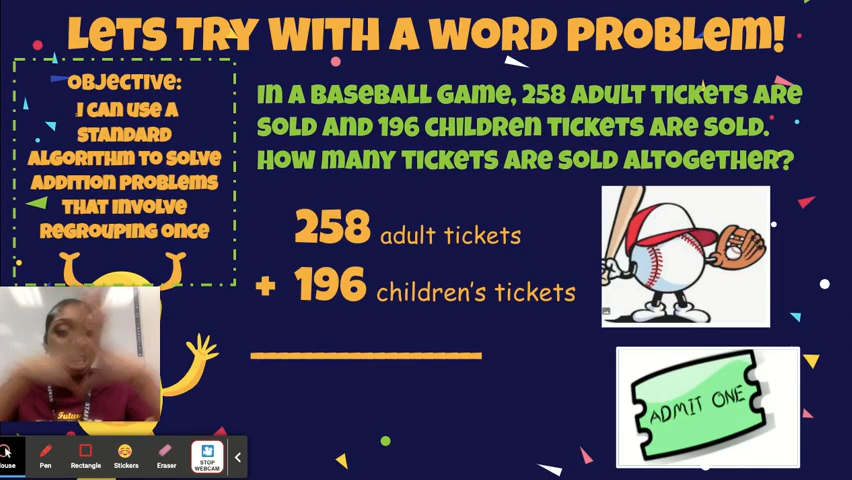 LETS TRY WITH A WORD PROBLEM!
OBJECTIVE:
I CAN USE A
STANDARD
ALGORITHM TO SOLVE
ADDITION PROBLEMS
THAT INVOLVE
REGROUPING ONCE
IN A BASEBALL GAME, 258 ADULT TICKETS ARE
SOLD AND 196 CHILDREN TICKETS ARE SOLD.
HOW MANY TICKETS ARE SOLD ALTOGETHER?
258 adult tickets
+ 196 children's tickets
ADMIT ONE
Pen
Rectangle
Stickers
Eraser
STOP
WEBCAM